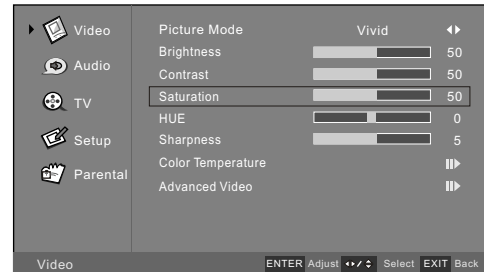 Video
Audio
TV
Setup
Parental
Picture Mode Vivid
Brightness 50
Contrast 50
Saturation 50
HUE 0
Sharpness 5
Color Temperature
Advanced Video
Video ENTER Adjust Select EXIT Back